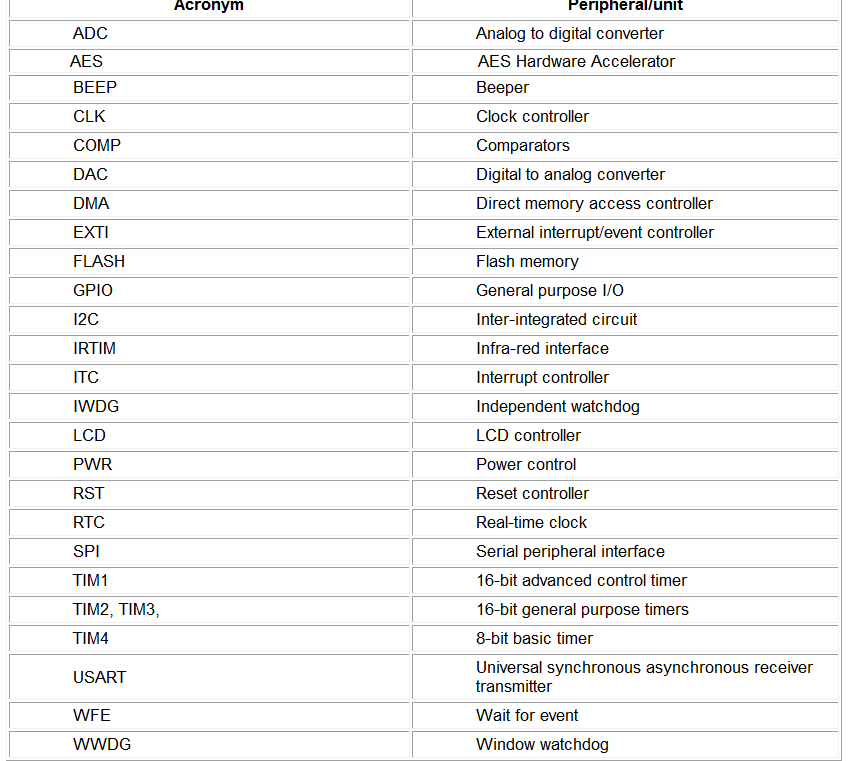 Acronym Peripheral/unit
ADC Analog to digital converter
AES AES Hardware Accelerator
BEEP Beeper
CLK Clock controller
COMP Comparators
DAC Digital to analog converter
DMA Direct memory access controller
EXTI External interrupt/event controller
FLASH Flash memory
GPIO General purpose I/O
I2C Inter-integrated circuit
IRTIM Infra-red interface
ITC Interrupt controller
IWDG Independent watchdog
LCD LCD controller
PWR Power control
RST Reset controller
RTC Real-time clock
SPI Serial peripheral interface
TIM1 16-bit advanced control timer
TIM2, TIM3, 16-bit general purpose timers
TIM4 8-bit basic timer
USART Universal synchronous asynchronous receiver
transmitter
WFE Wait for event
WWDG Window watchdog